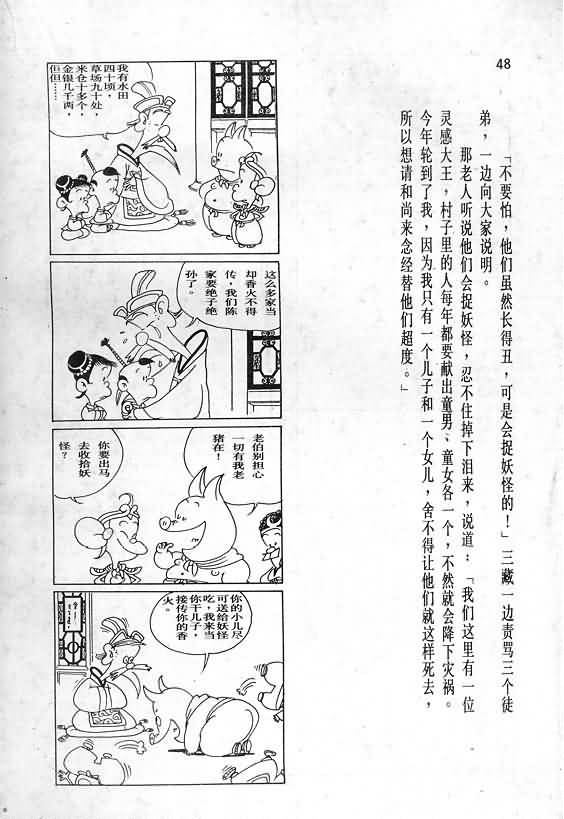 48
「不要怕，他们虽然长得丑，可是会捉妖怪的！」三藏一边责骂三个徒
弟，一边向大家说明。
那老人听说他们会捉妖怪，忍不住掉下泪来，说道：「我们这里有一位
灵感大王，村子里的人每年都要献出童男、童女各一个，不然就会降下灾祸。
今年轮到了我，因为我只有一个儿子和一个女儿，舍不得让他们就这样死去，
所以想请和尚来念经替他们超度。」
我有水田
四十顷，
草场九十处，
米仓十多个，
金银几千两，
但但……
这么多家当
却香火不得
传，我们陈
家要绝子绝
孙了。
老伯别担心
一切有我老
猪在！
你要出马
去收拾妖
怪？
你的小儿尽
可送给妖怪
吃，我来当
你干儿子，
接传你的香
火。